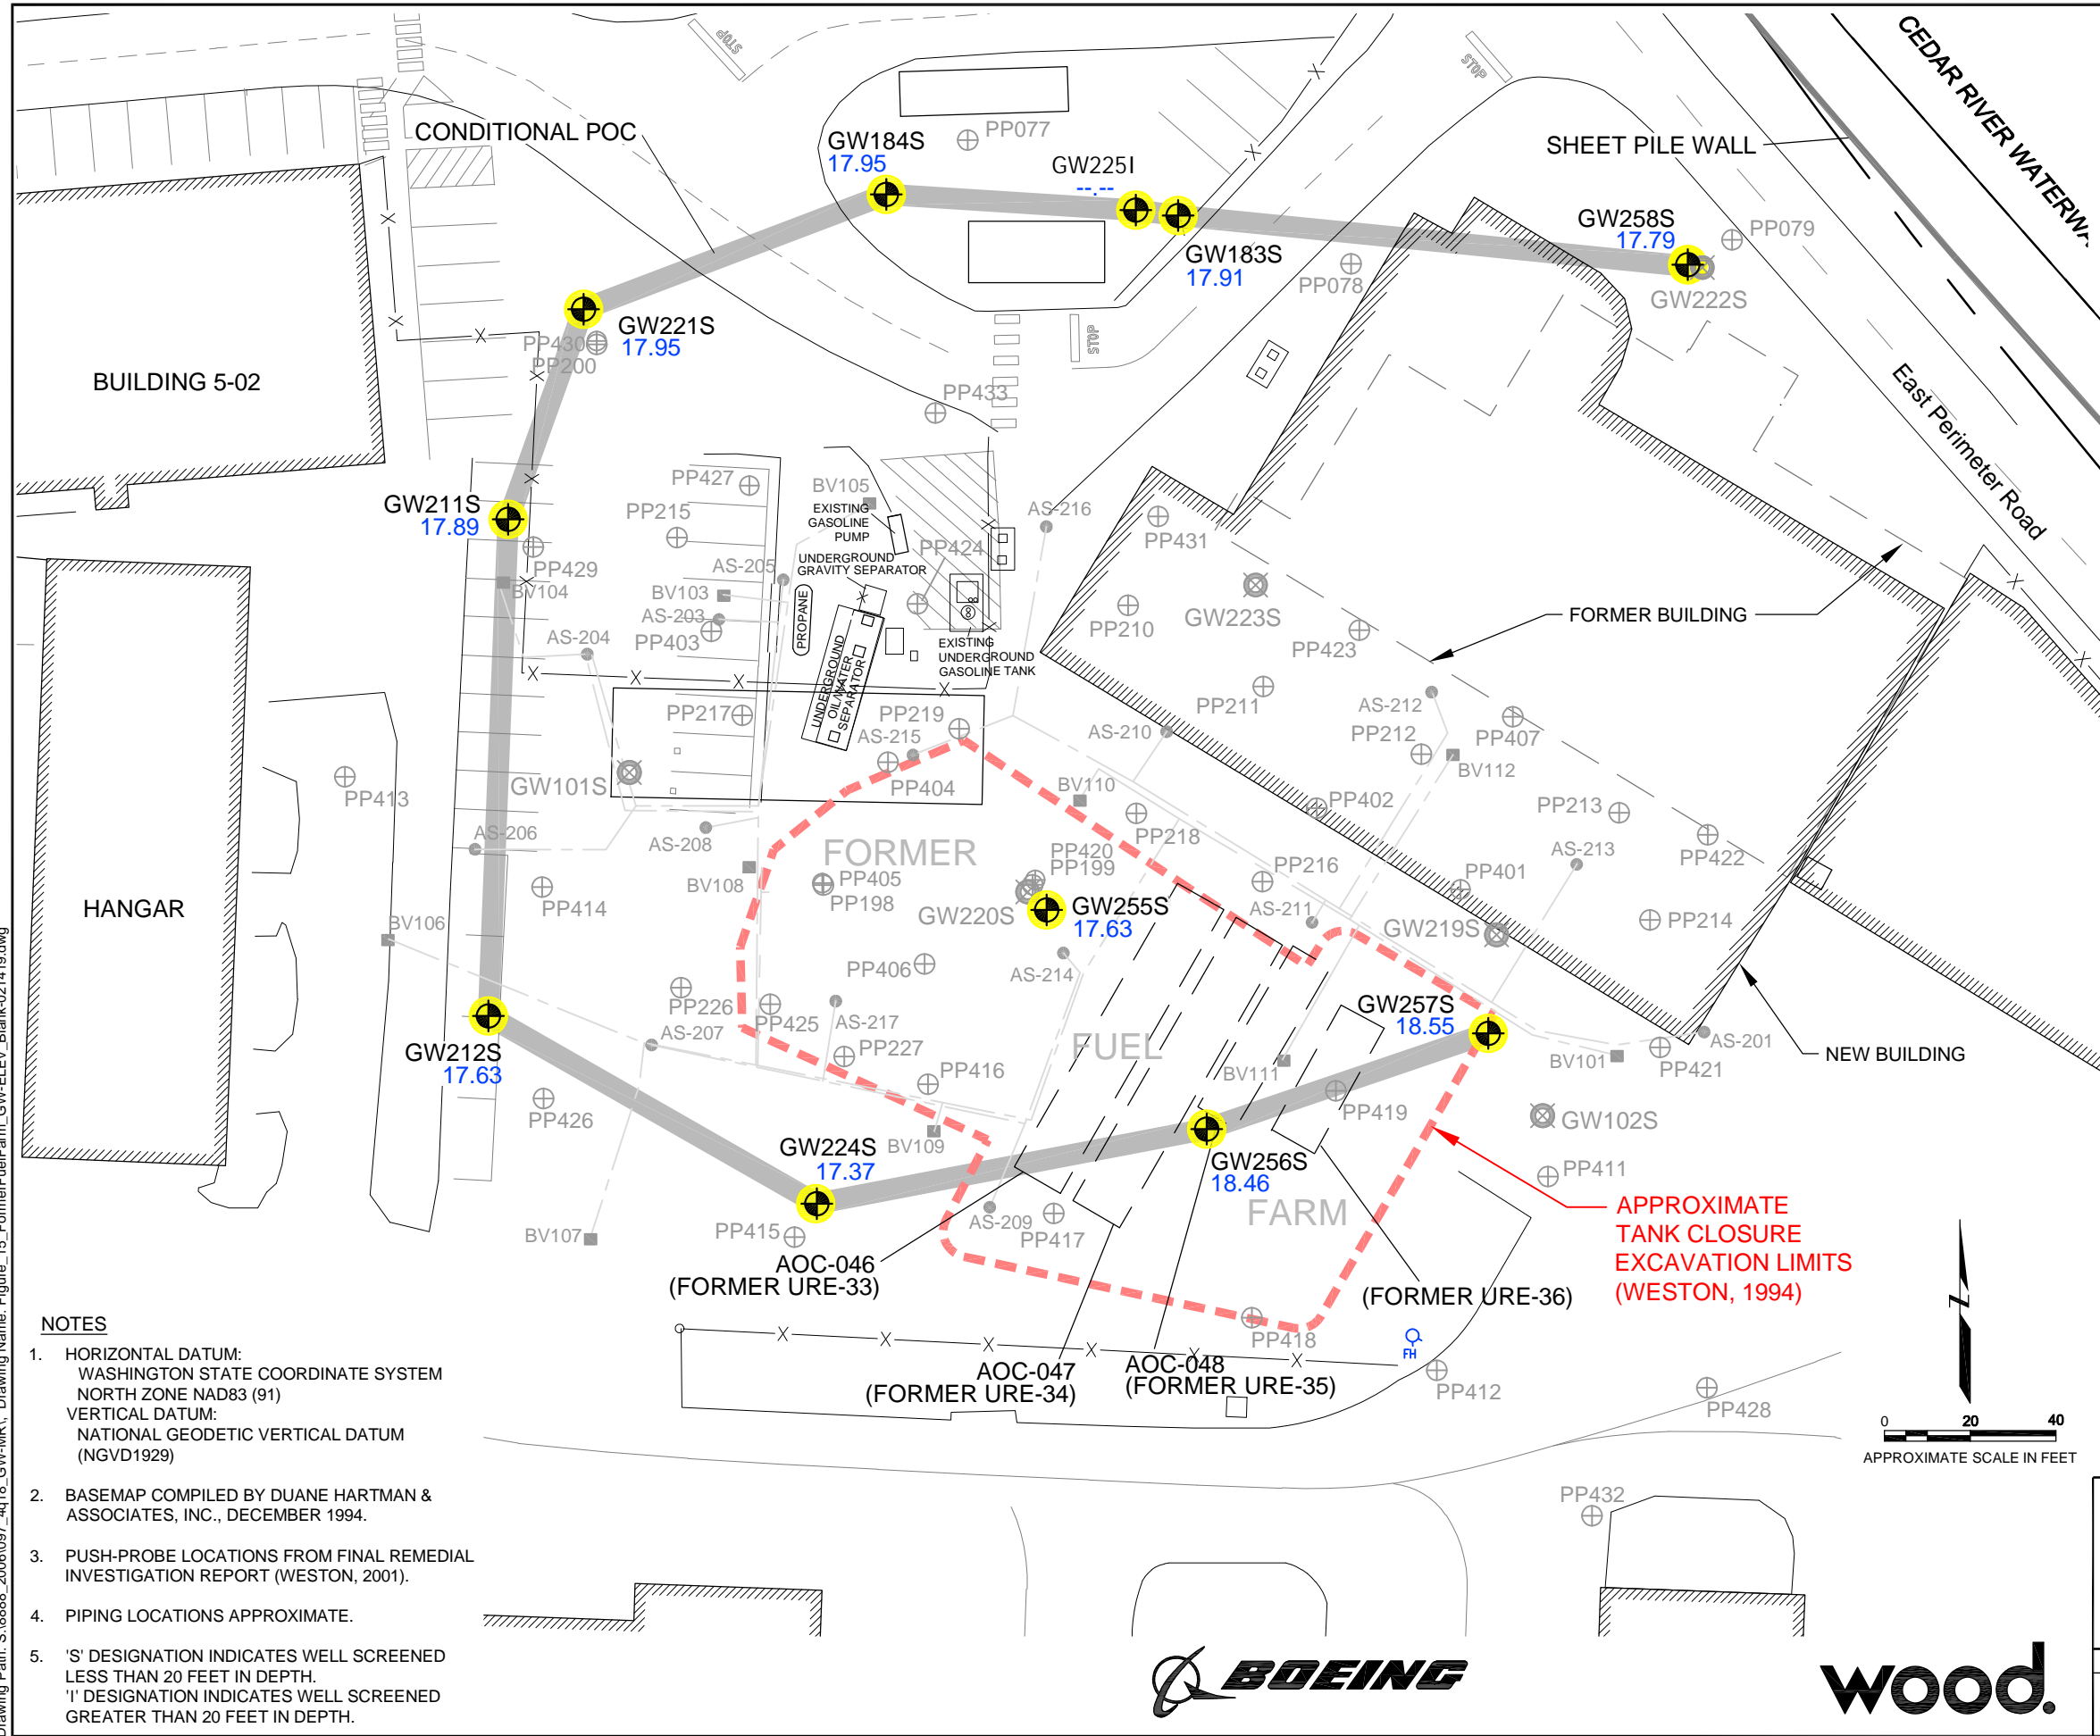 STOP
STOP
CEDAR RIVER WATERWA
CONDITIONAL POC
GW184S
17.95
PP077
GW225I
--.--
SHEET PILE WALL
GW183S
17.91
GW258S
17.79
PP079
PP078
GW222S
GW221S
17.95
PP430
PP200
STOP
BUILDING 5-02
East Perimeter Road
PP433
PP427
BV105
EXISTING
GASOLINE
PUMP
GW211S
17.89
PP215
AS-216
PP431
PP424
UNDERGROUND
GRAVITY SEPARATOR
PP429
BV104
AS-205
BV103
AS-203
PP403
PROPANE
AS-204
UNDERGROUND
OIL/WATER
SEPARATOR
EXISTING
UNDERGROUND
GASOLINE TANK
PP210
GW223S
PP423
FORMER BUILDING
PP217
PP219
AS-215
PP404
AS-210
PP211
AS-212
PP212
PP407
BV112
GW101S
PP413
BV110
PP218
PP402
PP213
PP422
AS-206
AS-208
FORMER
PP420
PP199
PP216
PP401
AS-213
BV108
PP405
PP198
GW220S
GW255S
17.63
AS-211
GW219S
PP214
HANGAR
PP414
BV106
PP406
AS-214
PP226
PP425
AS-217
AS-207
PP227
FUEL
GW257S
18.55
GW212S
17.63
BV111
BV101
PP421
AS-201
NEW BUILDING
PP416
PP419
GW102S
PP426
GW224S
17.37
BV109
GW256S
18.46
PP411
FARM
APPROXIMATE
TANK CLOSURE
EXCAVATION LIMITS
(WESTON, 1994)
BV107
PP415
AS-209
PP417
AOC-046
(FORMER URE-33)
(FORMER URE-36)
PP418
FH
AOC-047
(FORMER URE-34)
AOC-048
(FORMER URE-35)
PP412
PP428
PP432
0 20 40
APPROXIMATE SCALE IN FEET
NOTES
1. HORIZONTAL DATUM:
WASHINGTON STATE COORDINATE SYSTEM
NORTH ZONE NAD83 (91)
VERTICAL DATUM:
NATIONAL GEODETIC VERTICAL DATUM
(NGVD1929)
2. BASEMAP COMPILED BY DUANE HARTMAN &
ASSOCIATES, INC., DECEMBER 1994.
3. PUSH-PROBE LOCATIONS FROM FINAL REMEDIAL
INVESTIGATION REPORT (WESTON, 2001).
4. PIPING LOCATIONS APPROXIMATE.
5. 'S' DESIGNATION INDICATES WELL SCREENED
LESS THAN 20 FEET IN DEPTH.
'I' DESIGNATION INDICATES WELL SCREENED
GREATER THAN 20 FEET IN DEPTH.
BOEING
wood.